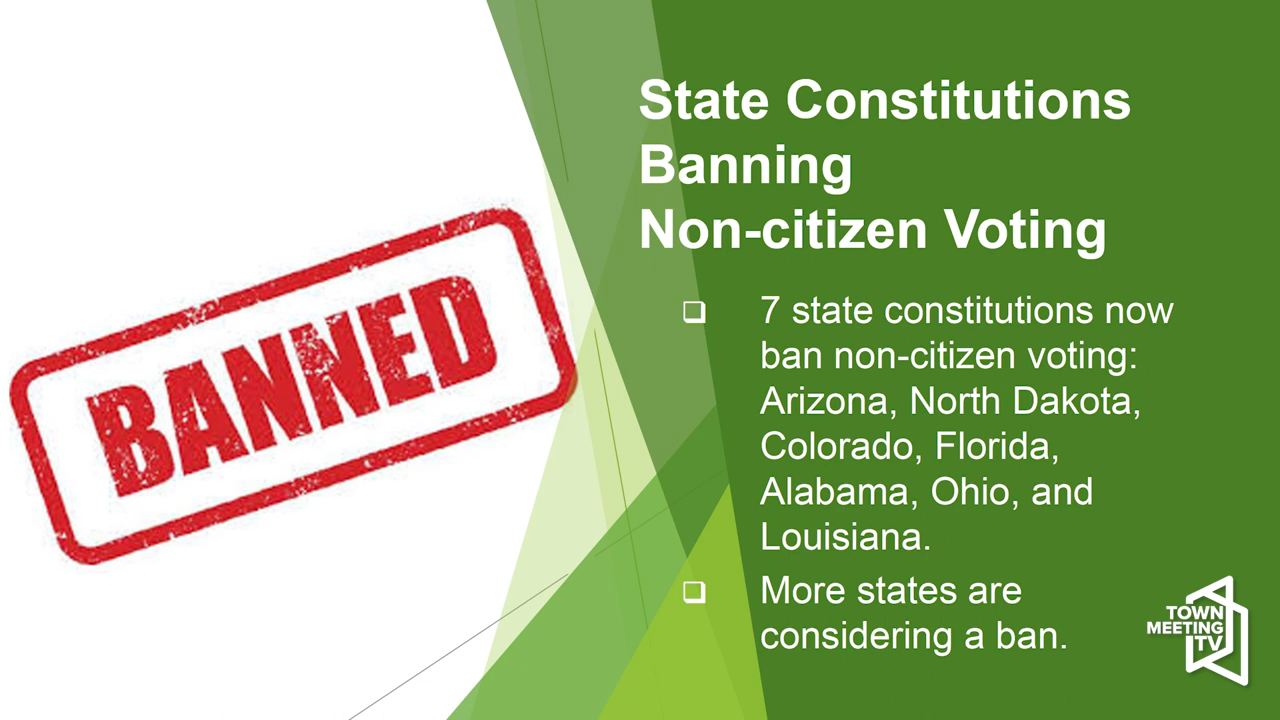 State Constitutions
Banning
Non-citizen Voting
BANNED
7 state constitutions now
ban non-citizen voting:
Arizona, North Dakota,
Colorado, Florida,
Alabama, Ohio, and
Louisiana.
More states are
considering a ban.
TOWN
MEETING
TV